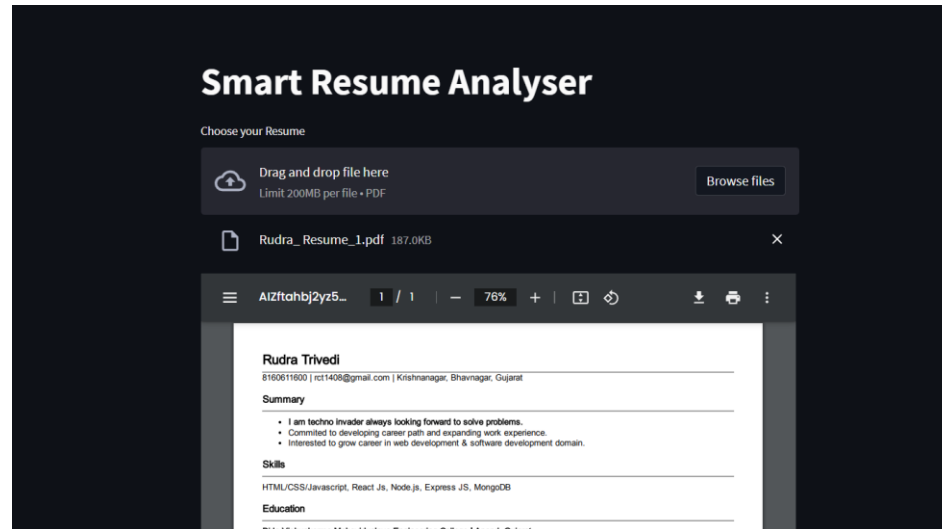 Smart Resume Analyser
Choose your Resume
Drag and drop file here
Limit 200MB per file • PDF
Browse files
Rudra_ Resume_1.pdf 187.0KB
AIZftahbj2yz5... 1 / 1 76%
Rudra Trivedi
8160611600 | rct1408@gmail.com | Krishnanagar, Bhavnagar, Gujarat
Summary
• I am techno invader always looking forward to solve problems.
• Commited to developing career path and expanding work experience.
• Interested to grow career in web development & software development domain.
Skills
HTML/CSS/Javascript, React Js, Node.js, Express JS, MongoDB
Education